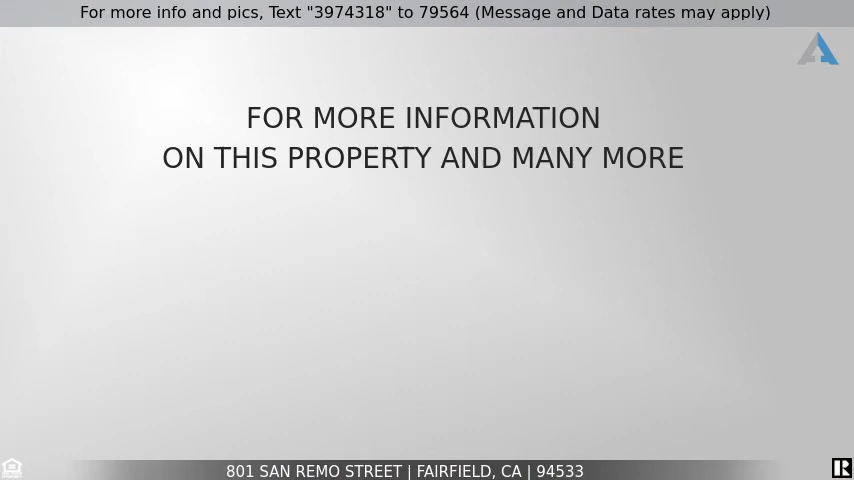 For more info and pics, Text "3974318" to 79564 (Message and Data rates may apply)
FOR MORE INFORMATION
ON THIS PROPERTY AND MANY MORE
801 SAN REMO STREET | FAIRFIELD, CA | 94533